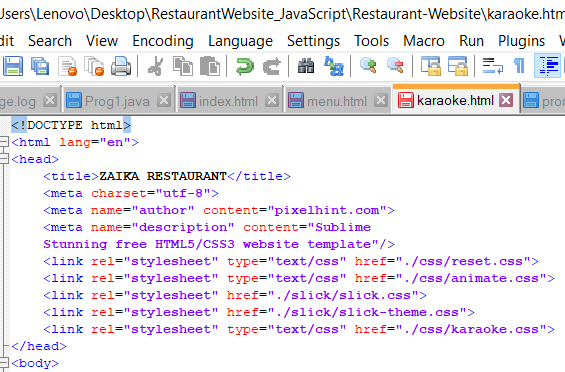 Users\Lenovo\Desktop\RestaurantWebsite_JavaScript\Restaurant-Website\karaoke.htm
dit Search View Encoding Language Settings Tools Macro Run Plugins
ge.log Prog1.java index.html menu.html karaoke.html pro
<!DOCTYPE html>
<html lang="en">
<head>
<title>ZAIKA RESTAURANT</title>
<meta charset="utf-8">
<meta name="author" content="pixelhint.com">
<meta name="description" content="Sublime
Stunning free HTML5/CSS3 website template"/>
<link rel="stylesheet" type="text/css" href="./css/reset.css">
<link rel="stylesheet" type="text/css" href="./css/animate.css">
<link rel="stylesheet" href="./slick/slick.css">
<link rel="stylesheet" href="./slick/slick-theme.css">
<link rel="stylesheet" type="text/css" href="./css/karaoke.css">
</head>
<body>